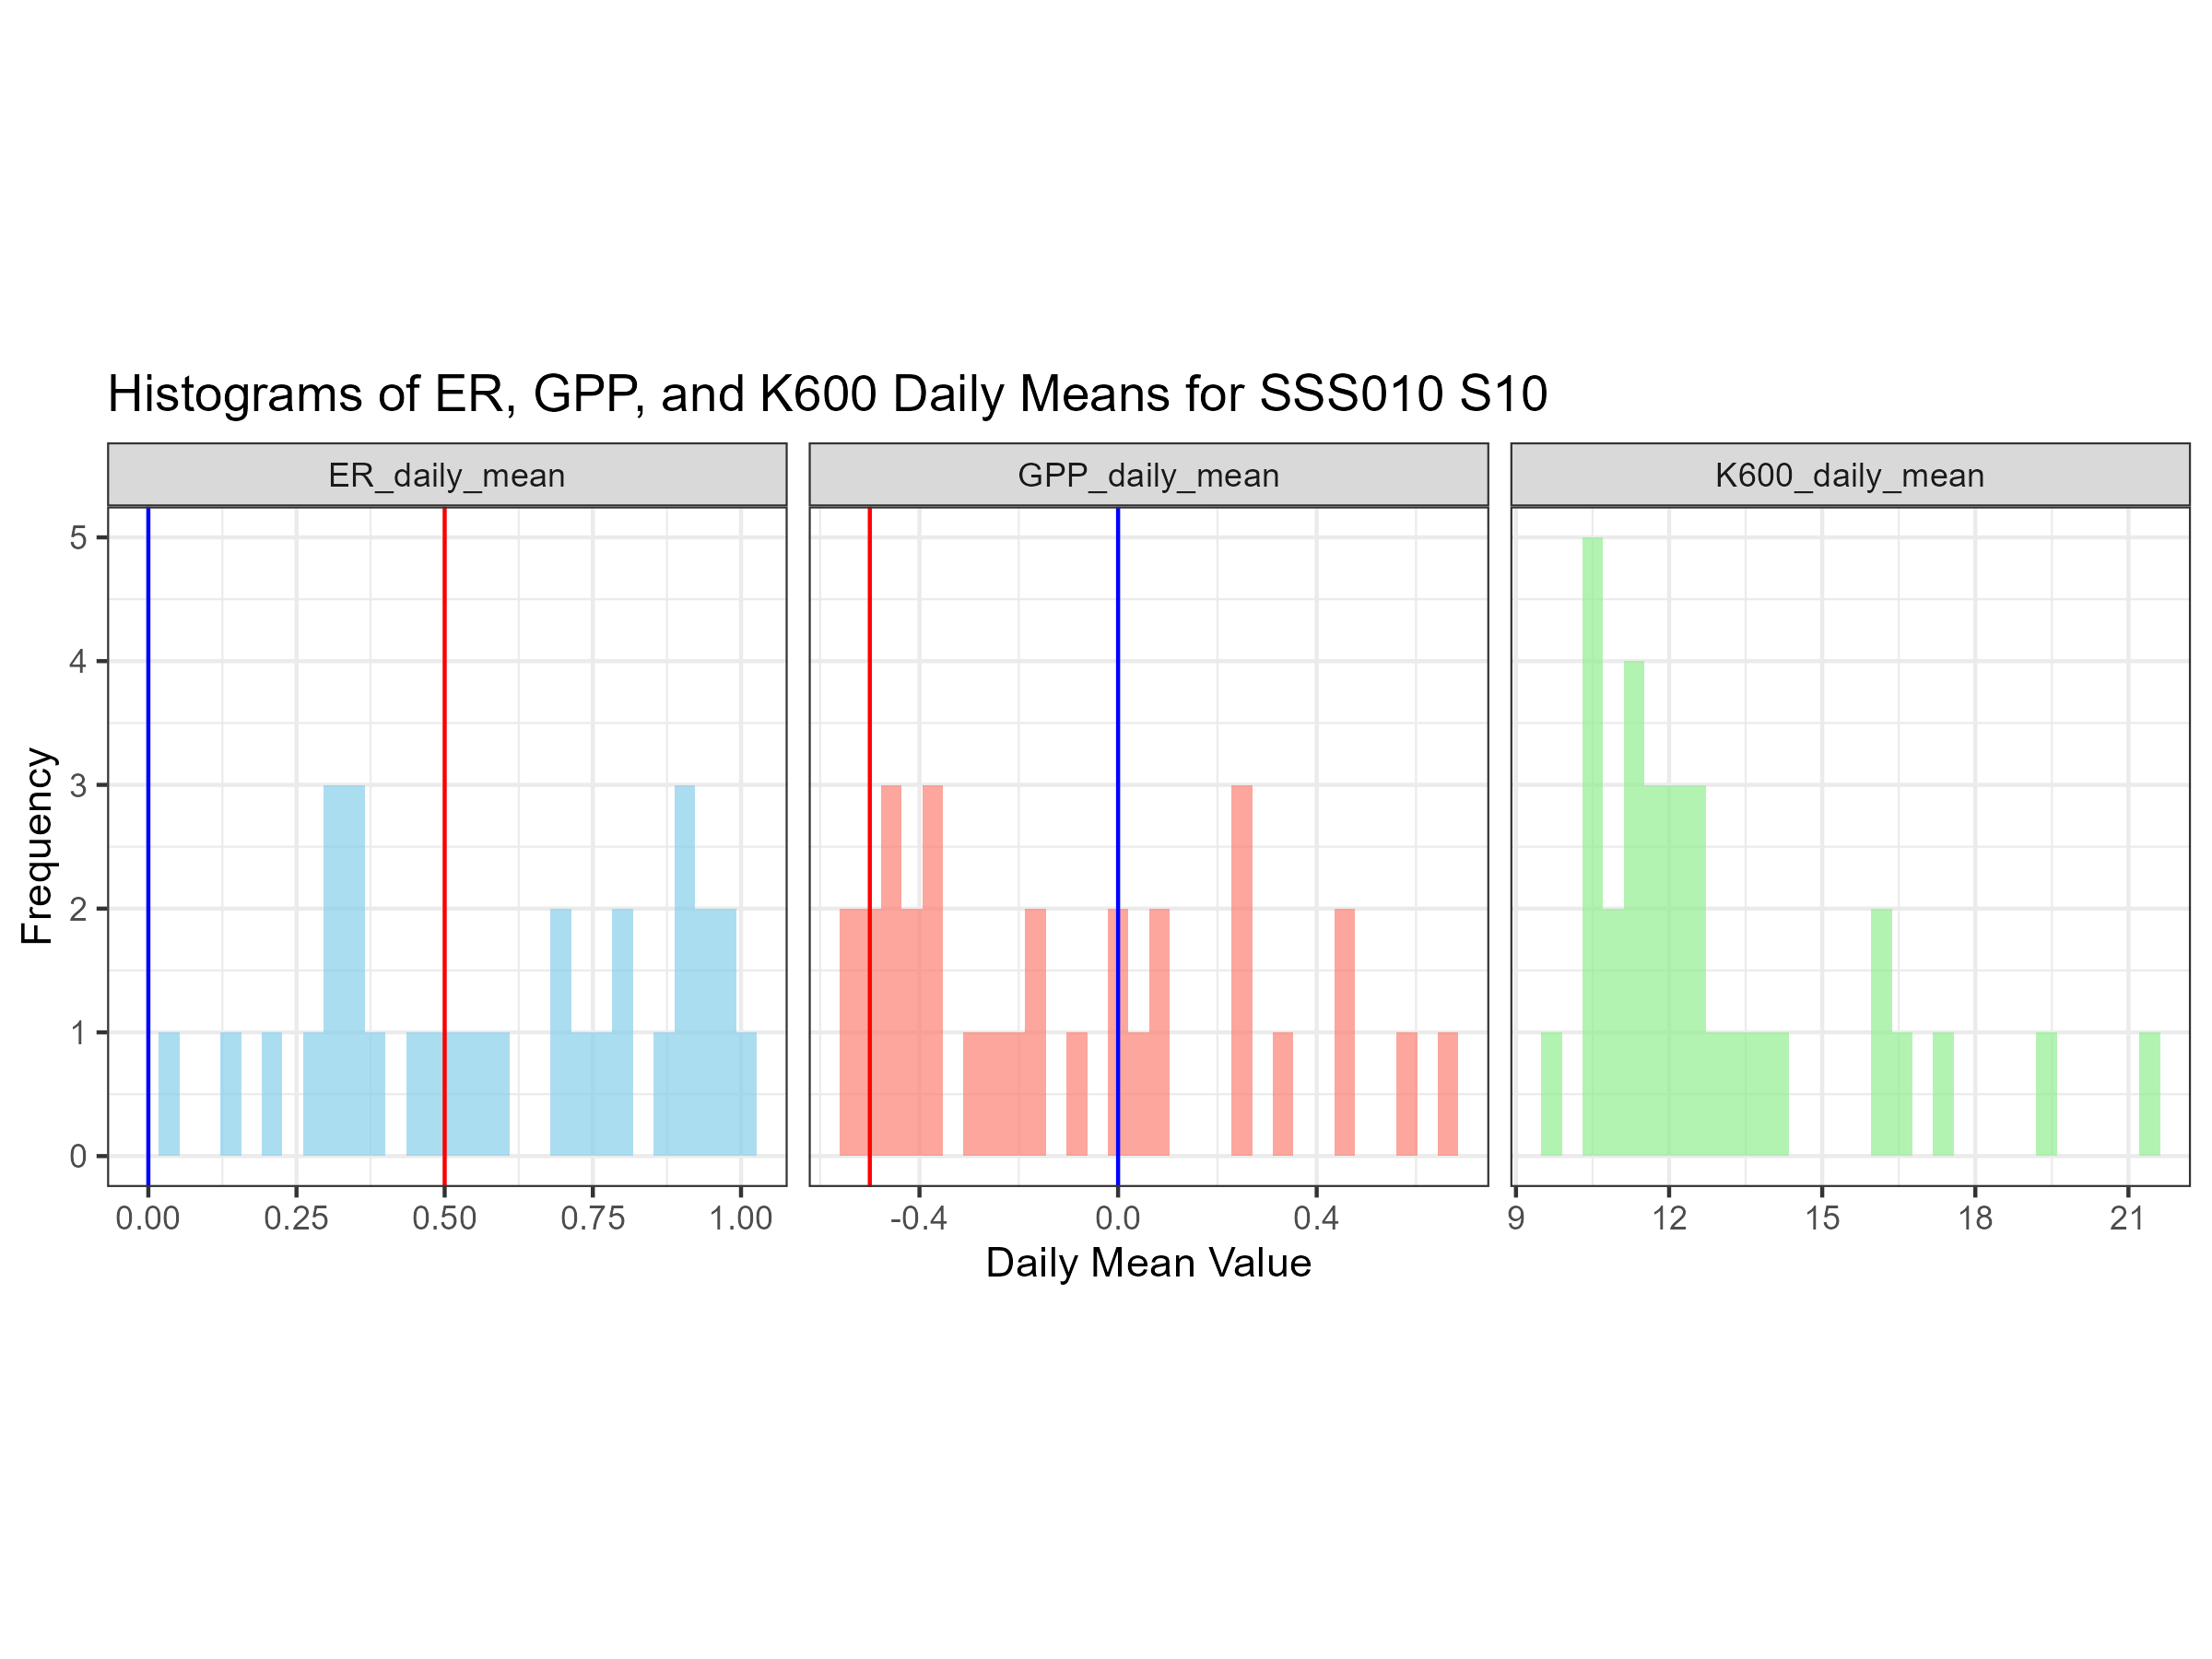 Histograms of ER, GPP, and K600 Daily Means for SSS010 S10
ER_daily_mean GPP_daily_mean K600_daily_mean
Frequency
5
4
3
2
1
0
0.00 0.25 0.50 0.75 1.00 -0.4 0.0 0.4 9 12 15 18 21
Daily Mean Value